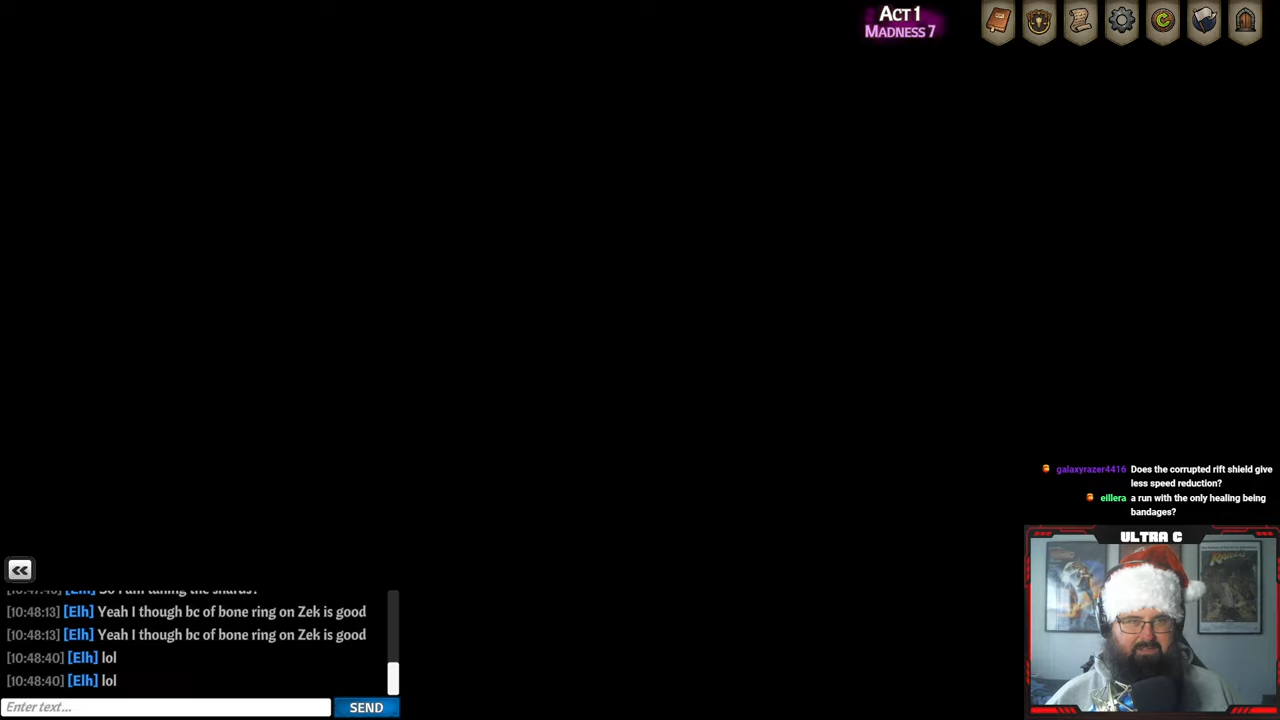 ACT 1
MADNESS 7
galaxyrazer4416 Does the corrupted rift shield give
less speed reduction?
eillera a run with the only healing being
bandages?
ULTRA C
[10:48:13] [Elh] Yeah I though bc of bone ring on Zek is good
[10:48:13] [Elh] Yeah I though bc of bone ring on Zek is good
[10:48:40] [Elh] lol
[10:48:40] [Elh] lol
Enter text...
SEND